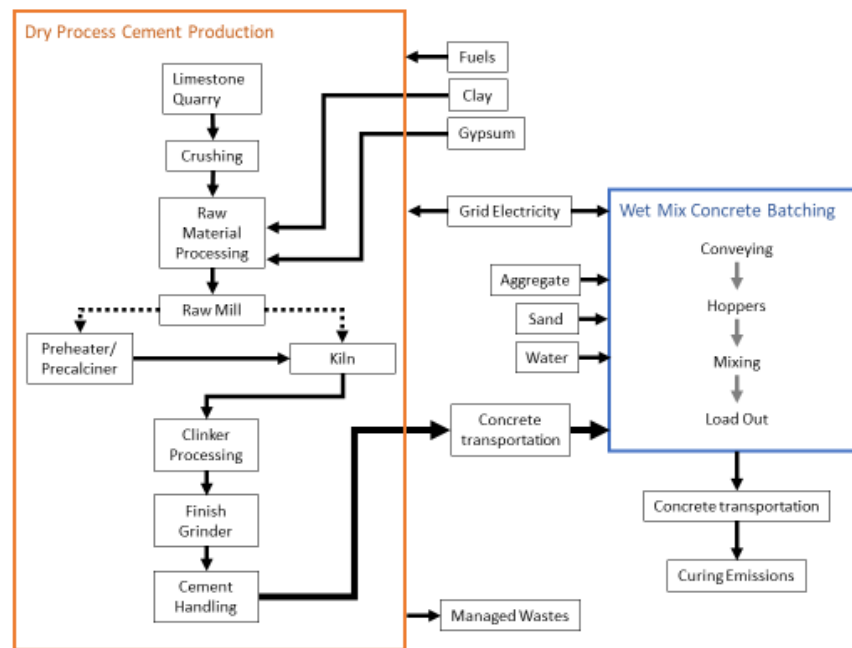 Dry Process Cement Production
Limestone
Quarry
Crushing
Raw
Material
Processing
Raw Mill
Preheater/
Precalciner
Kiln
Clinker
Processing
Finish
Grinder
Cement
Handling
Fuels
Clay
Gypsum
Grid Electricity
Aggregate
Sand
Water
Concrete
transportation
Managed Wastes
Wet Mix Concrete Batching
Conveying
Hoppers
Mixing
Load Out
Concrete transportation
Curing Emissions